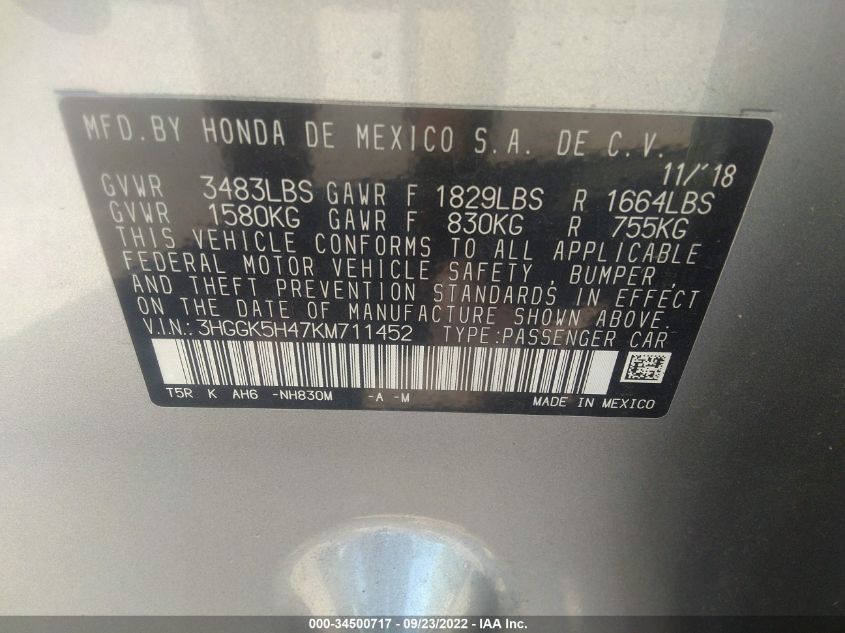 MFD.BY HONDA DE MEXICO S.A. DE C.V.
11/'18
GVWR 3483LBS GAWR F 1829LBS R 1664LBS
GVWR 1580KG GAWR F 830KG R 755KG
THIS VEHICLE CONFORMS TO ALL APPLICABLE
FEDERAL MOTOR VEHICLE SAFETY, BUMPER,
AND THEFT PREVENTION STANDARDS IN EFFECT
ON THE DATE OF MANUFACTURE SHOWN ABOVE.
V.I.N.: 3HGGK5H47KM711452 TYPE:PASSENGER CAR
T5R K AH6 -NH830M -A -M MADE IN MEXICO
000-34500717 - 09/23/2022 - IAA Inc.